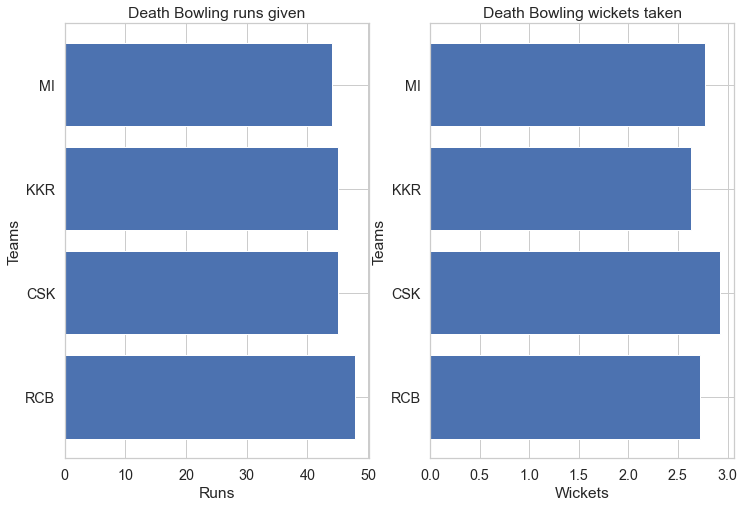 Death Bowling runs given
MI
KKR
CSK
RCB
Teams
0 10 20 30 40 50
Runs
Death Bowling wickets taken
MI
KKR
CSK
RCB
Teams
0.0 0.5 1.0 1.5 2.0 2.5 3.0
Wickets